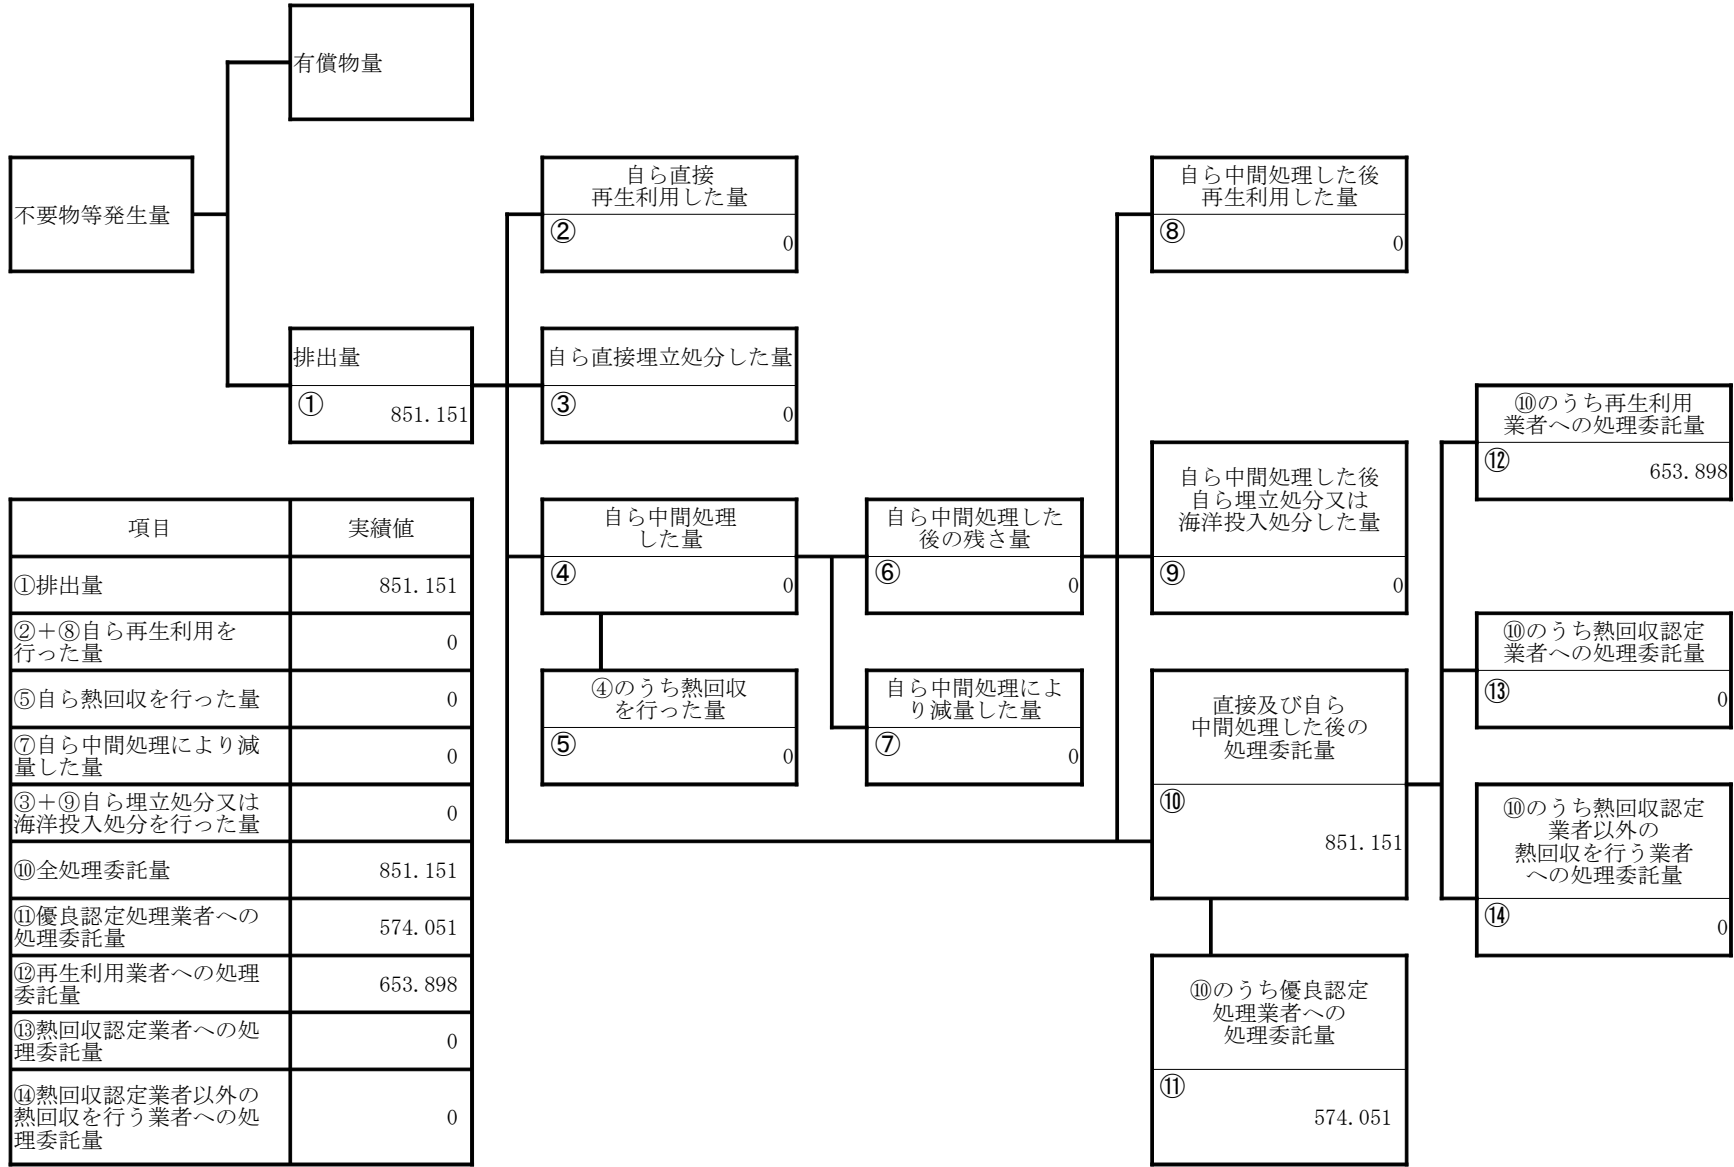 有償物量
不要物等発生量
自ら直接
再生利用した量
②
0
自ら中間処理した後
再生利用した量
⑧
0
排出量
①
851.151
自ら直接埋立処分した量
③
0
⑩のうち再生利用
業者への処理委託量
⑫
653.898
自ら中間処理した後
自ら埋立処分又は
海洋投入処分した量
⑨
0
自ら中間処理
した量
④
0
自ら中間処理した
後の残さ量
⑥
0
⑩のうち熱回収認定
業者への処理委託量
⑬
0
④のうち熱回収
を行った量
⑤
0
自ら中間処理によ
り減量した量
⑦
0
直接及び自ら
中間処理した後の
処理委託量
⑩
851.151
⑩のうち熱回収認定
業者以外の
熱回収を行う業者
への処理委託量
⑭
0
⑩のうち優良認定
処理業者への
処理委託量
⑪
574.051
項目 実績値
①排出量 851.151
②+⑧自ら再生利用を
行った量 0
⑤自ら熱回収を行った量 0
⑦自ら中間処理により減
量した量 0
③+⑨自ら埋立処分又は
海洋投入処分を行った量 0
⑩全処理委託量 851.151
⑪優良認定処理業者への
処理委託量 574.051
⑫再生利用業者への処理
委託量 653.898
⑬熱回収認定業者への処
理委託量 0
⑭熱回収認定業者以外の
熱回収を行う業者への処
理委託量 0